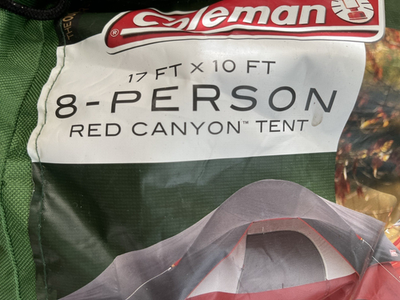 Coleman
®
17 FT X 10 FT
8-PERSON
RED CANYON™ TENT